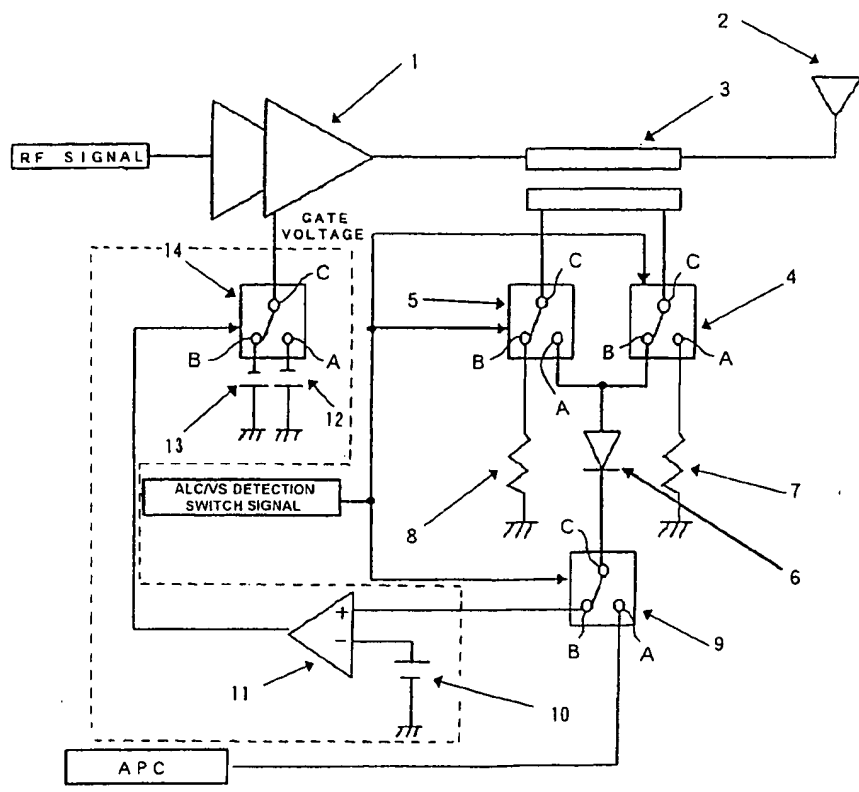 1
2
3
RF SIGNAL
GATE
VOLTAGE
14
C
B
A
13
12
5
C
B
A
C
B
A
4
ALC/VS DETECTION
SWITCH SIGNAL
8
7
6
C
B
A
9
+
−
11
10
APC